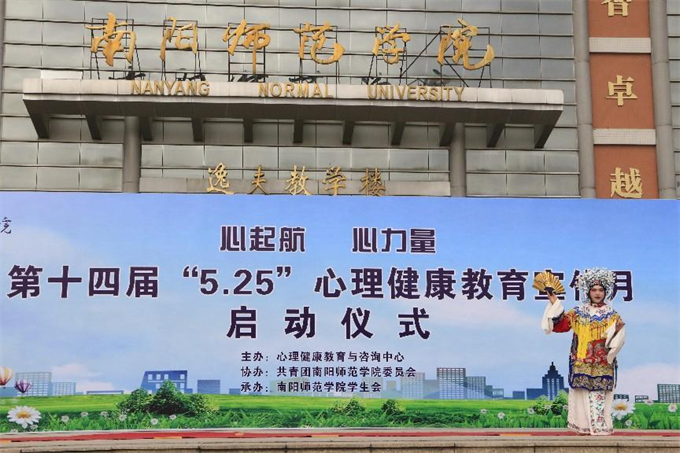 南阳师范学院
NANYANG NORMAL UNIVERSITY
逸夫教学楼
卓越
心起航 心力量
第十四届“5.25”心理健康教育宣传月
启动仪式
主办：心理健康教育与咨询中心
协办：共青团南阳师范学院委员会
承办：南阳师范学院学生会